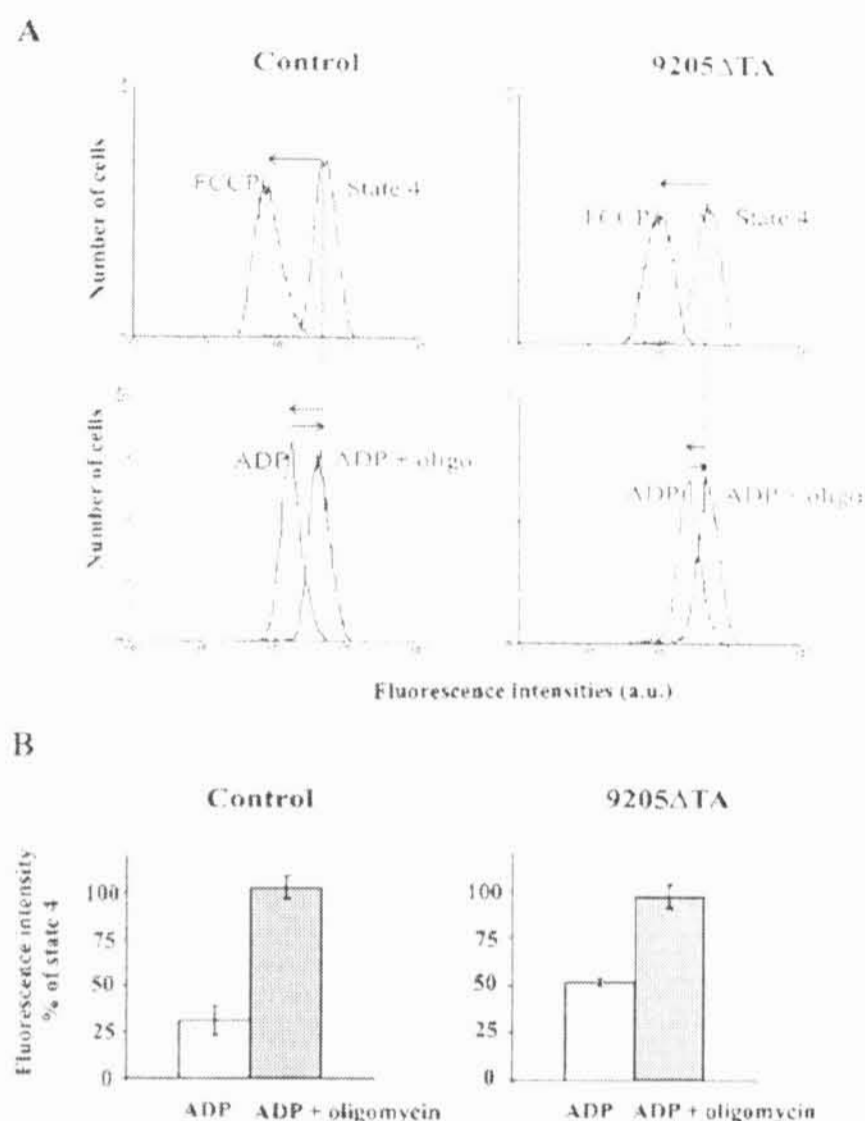 A
Control 9205ΔTA
Number of cells
FCCP State 4
FCCP State 4
Number of cells
ADP ADP + oligo
ADP ADP + oligo
Fluorescence intensities (a.u.)
B
Control 9205ΔTA
Fluorescence intensity
% of state 4
100
75
50
25
0
100
75
50
25
0
ADP ADP + oligomycin
ADP ADP + oligomycin